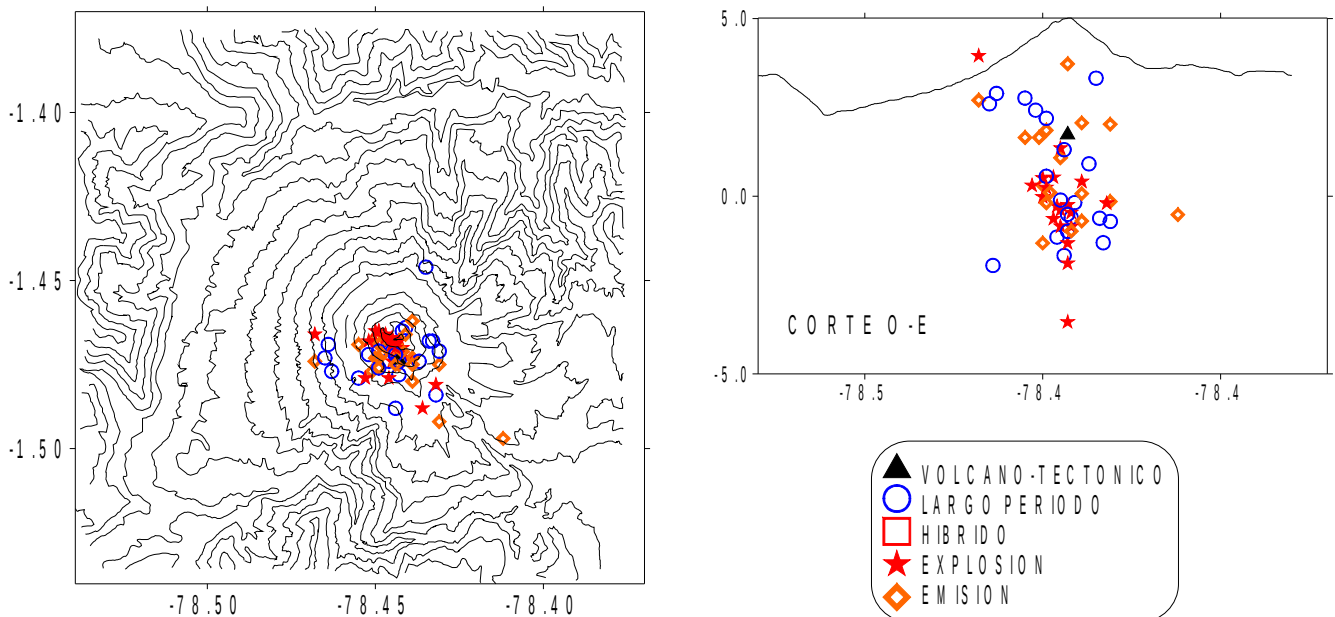 -1.40
-1.45
-1.50
-78.50
-78.45
-78.40
5.0
0.0
-5.0
-78.5
-78.4
-78.4
CORTE O-E
VOLCANO-TECTONICO
LARGO PERIODO
HIBRIDO
EXPLOSION
EMISION